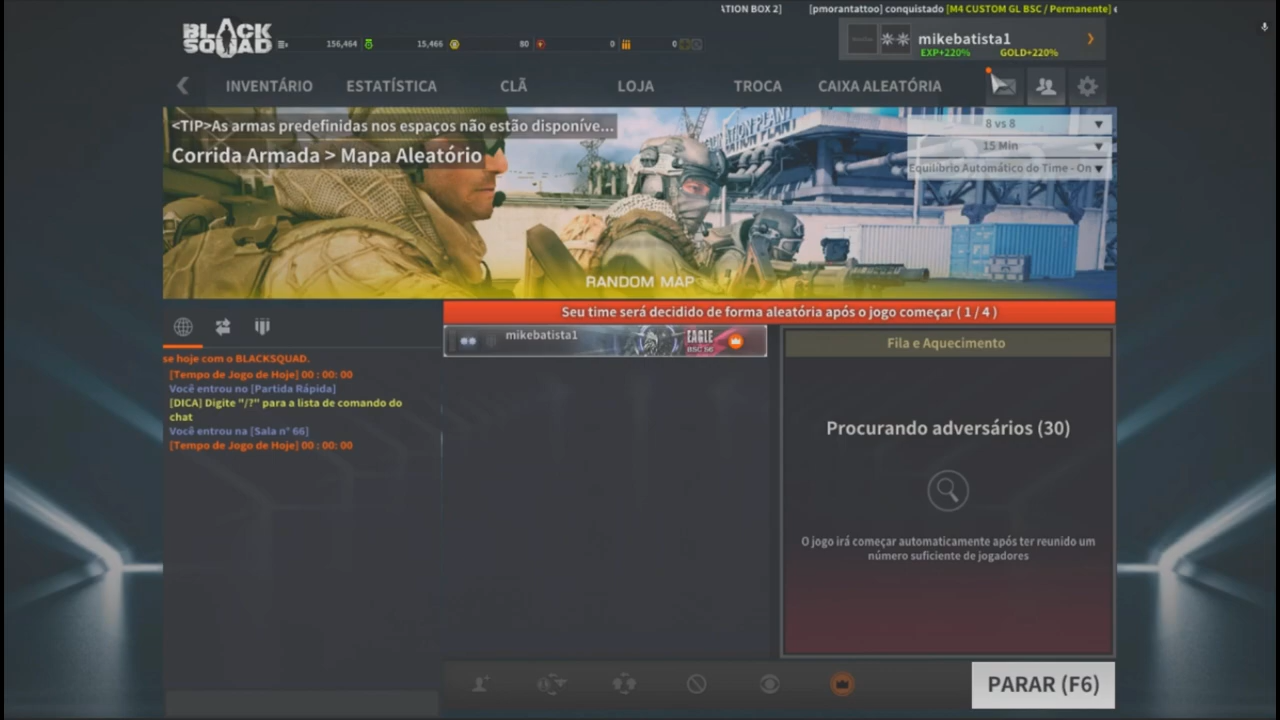 ATION BOX 2] [pmorantattoo] conquistado [M4 CUSTOM GL BSC / Permanente] e
BLACK SQUAD
156,464 15,466 80 0 0
mikebatista1
EXP+220% GOLD+220%
INVENTÁRIO ESTATÍSTICA CLÃ LOJA TROCA CAIXA ALEATÓRIA
<TIP>As armas predefinidas nos espaços não estão disponíve...
Corrida Armada > Mapa Aleatório
8 vs 8
15 Min
Equilíbrio Automático do Time - On
RANDOM MAP
Seu time será decidido de forma aleatória após o jogo começar ( 1 / 4 )
mikebatista1
EAGLE
Fila e Aquecimento
se hoje com o BLACKSQUAD.
[Tempo de Jogo de Hoje] 00 : 00: 00
Você entrou no [Partida Rápida]
[DICA] Digite "/?" para a lista de comando do
chat
Você entrou na [Sala n° 66]
[Tempo de Jogo de Hoje] 00 : 00: 00
Procurando adversários (30)
O jogo irá começar automaticamente após ter reunido um
número suficiente de jogadores
PARAR (F6)